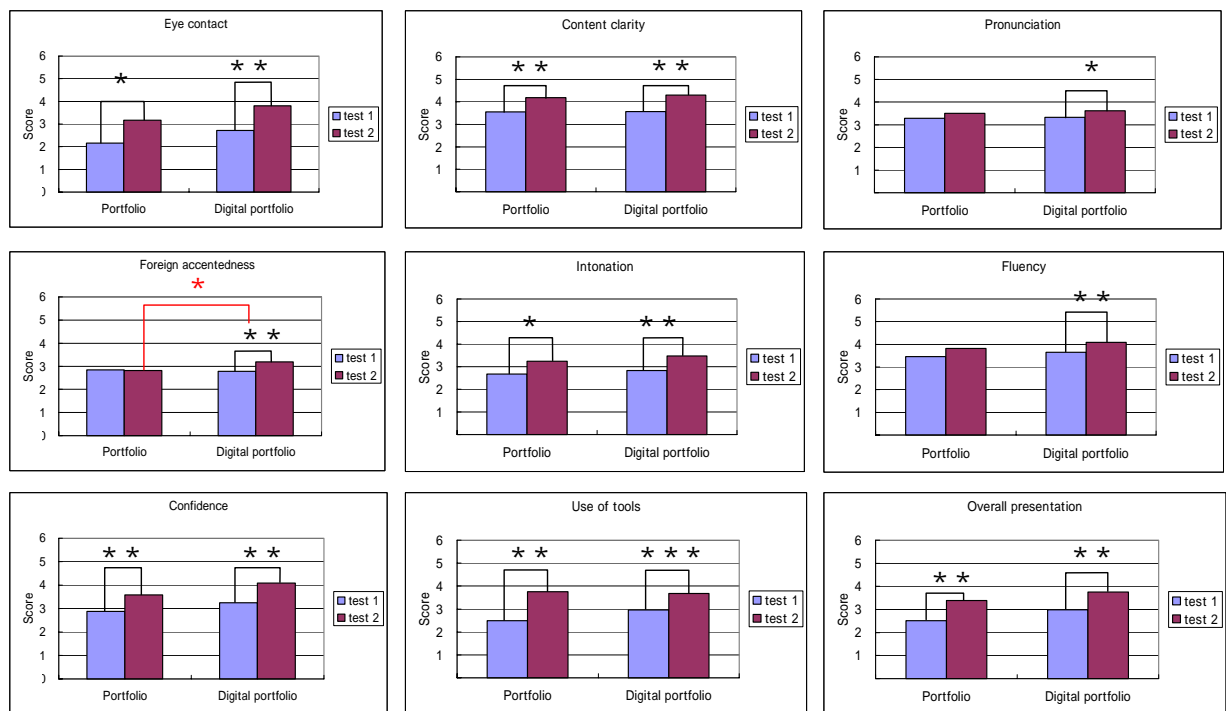 Eye contact
6
5
4
3
2
1
0
Score
* 
* *
Portfolio
Digital portfolio
test 1
test 2
Content clarity
6
5
4
3
2
1
Score
* *
* *
Portfolio
Digital portfolio
test 1
test 2
Pronunciation
6
5
4
3
2
1
Score
*
Portfolio
Digital portfolio
test 1
test 2
Foreign accentedness
6
5
4
3
2
1
Score
*
* *
Portfolio
Digital portfolio
test 1
test 2
Intonation
6
5
4
3
2
1
Score
*
* *
Portfolio
Digital portfolio
test 1
test 2
Fluency
6
5
4
3
2
1
Score
* *
Portfolio
Digital portfolio
test 1
test 2
Confidence
6
5
4
3
2
1
Score
* *
* *
Portfolio
Digital portfolio
test 1
test 2
Use of tools
6
5
4
3
2
1
Score
* *
* * *
Portfolio
Digital portfolio
test 1
test 2
Overall presentation
6
5
4
3
2
1
Score
* *
* *
Portfolio
Digital portfolio
test 1
test 2